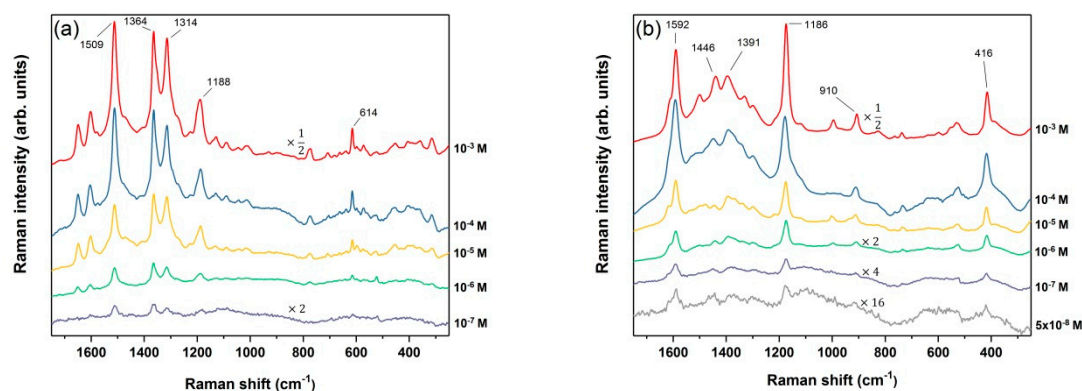 (a)
1364
1314
1509
1188
614
× 1/2
10⁻³ M
10⁻⁴ M
10⁻⁵ M
10⁻⁶ M
× 2
10⁻⁷ M
Raman intensity (arb. units)
1600 1400 1200 1000 800 600 400
Raman shift (cm⁻¹)
(b)
1592
1186
1446
1391
910
416
× 1/2
10⁻³ M
10⁻⁴ M
10⁻⁵ M
× 2
10⁻⁶ M
× 4
10⁻⁷ M
× 16
5x10⁻⁸ M
Raman intensity (arb. units)
1600 1400 1200 1000 800 600 400
Raman shift (cm⁻¹)